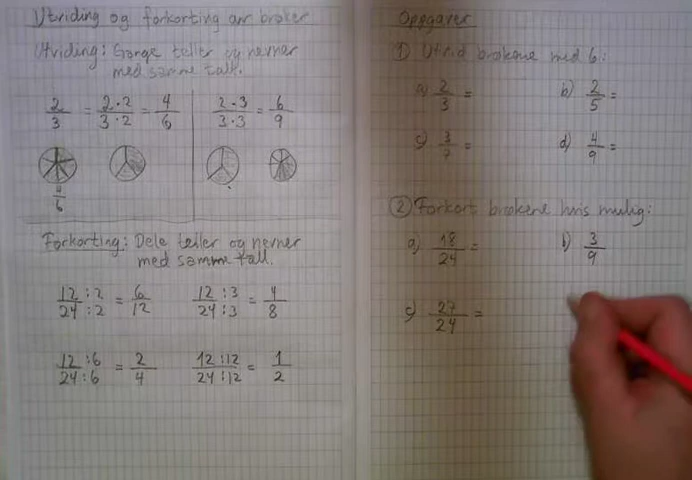 Utviding og forkorting av brøker
Utviding: Gange teller og nevner
med samme tall.
2/3 = 2·2/3·2 = 4/6
2·3/3·3 = 6/9
4/6
Forkorting: Dele teller og nevner
med samme tall.
12:2/24:2 = 6/12
12:3/24:3 = 4/8
12:6/24:6 = 2/4
12:12/24:12 = 1/2
Oppgaver
1) Utvid brøkene med 6:
a) 2/3 =
b) 2/5 =
c) 3/7 =
d) 4/9 =
2) Forkort brøkene hvis mulig:
a) 18/24 =
b) 3/9
c) 27/24 =